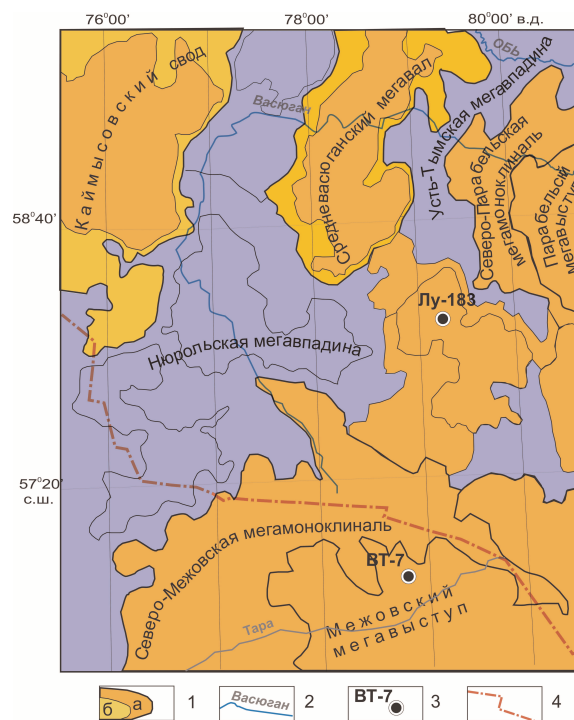 76°00' 78°00' 80°00' в.д.
ОБЬ
Каймысовский свод
Васюган
Средневасюганский мегавал
Усть-Тымская мегавпадина
Северо-Парабельская
мегамоноклиналь
Парабельский
мегавыступ
58°40'
Лу-183
Нюрольская мегавпадина
57°20'
с.ш.
Северо-Межовская мегамоноклиналь
ВТ-7
Межовский
мегавыступ
Тара
б а 1 Васюган 2 ВТ-7 3 4